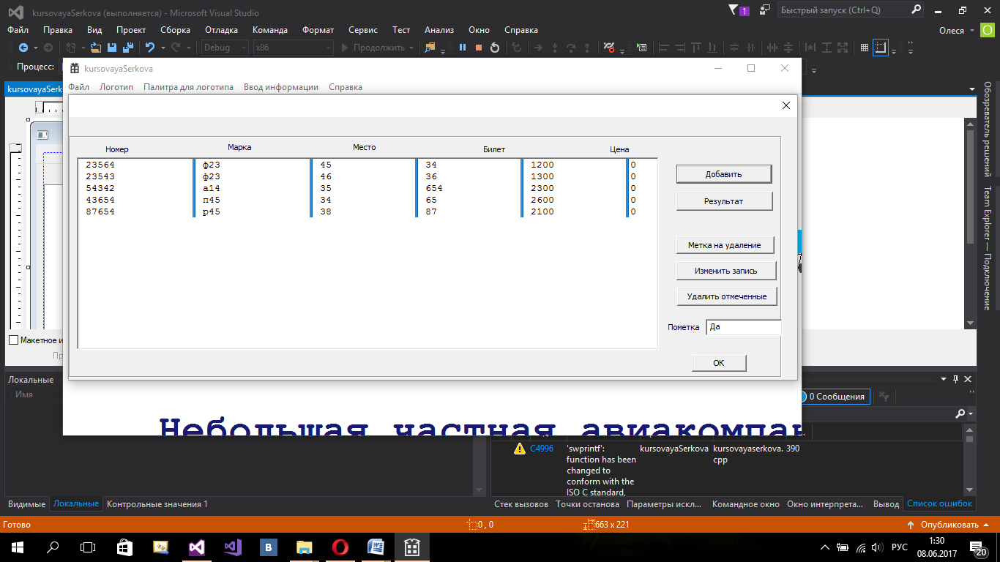 kursovayaSerkova (выполняется) - Microsoft Visual Studio
1
Быстрый запуск (Ctrl+Q)
Файл Правка Вид Проект Сборка Отладка Команда Формат Сервис Тест Анализ Окно Справка
Олеся
O
Debug x86 Продолжить
Процесс:
kursovayaSerkova
Файл Логотип Палитра для логотипа Ввод информации Справка
kursovayaSerk
Номер Марка Место Билет Цена
23564 ф23 45 34 1200 0
23543 ф23 46 36 1300 0
54342 а14 35 654 2300 0
43654 п45 34 65 2600 0
87654 р45 38 87 2100 0
Добавить
Результат
Метка на удаление
Изменить запись
Удалить отмеченные
Пометка Да
OK
Обозреватель решений
Team Explorer — Подключение
Макетное и
Пр
Небольшая частная авиакомпан
Локальные
Имя
0 Сообщения
C4996 'swprintf': kursovayaSerkova kursovayaserkova. 390
function has been cpp
changed to
conform with the
ISO C standard,
Видимые Локальные Контрольные значения 1
Стек вызовов Точки останова Параметры искл... Командное окно Окно интерпрета... Вывод Список ошибок
Готово 0 , 0 663 x 221 Опубликовать
B W РУС 1:30
08.06.2017
20